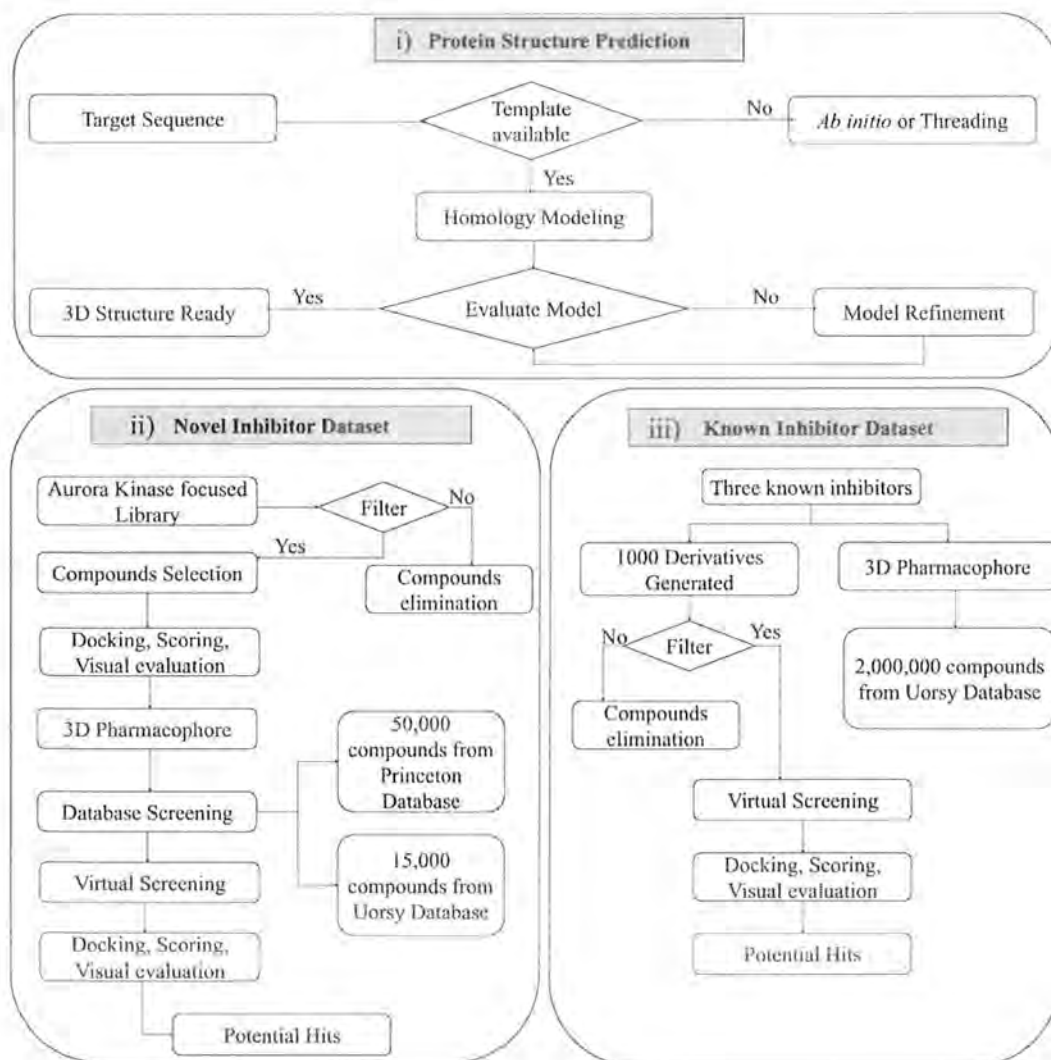 i) Protein Structure Prediction
Target Sequence
Template
available
No
Ab initio or Threading
Yes
Homology Modeling
Yes
Evaluate Model
No
3D Structure Ready
Model Refinement
ii) Novel Inhibitor Dataset
Aurora Kinase focused
Library
Filter
No
Yes
Compounds Selection
Compounds
elimination
Docking, Scoring,
Visual evaluation
3D Pharmacophore
50,000
compounds from
Princeton
Database
Database Screening
15,000
compounds from
Uorsy Database
Virtual Screening
Docking, Scoring,
Visual evaluation
Potential Hits
iii) Known Inhibitor Dataset
Three known inhibitors
1000 Derivatives
Generated
3D Pharmacophore
No
Filter
Yes
2,000,000 compounds
from Uorsy Database
Compounds
elimination
Virtual Screening
Docking, Scoring,
Visual evaluation
Potential Hits